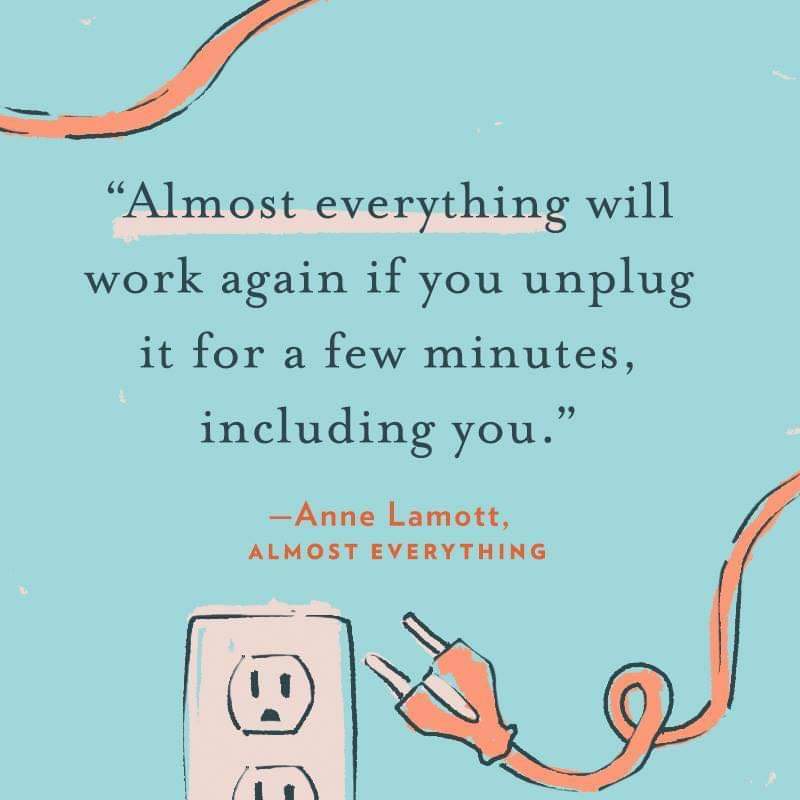 “Almost everything will
work again if you unplug
it for a few minutes,
including you.”
—Anne Lamott,
ALMOST EVERYTHING